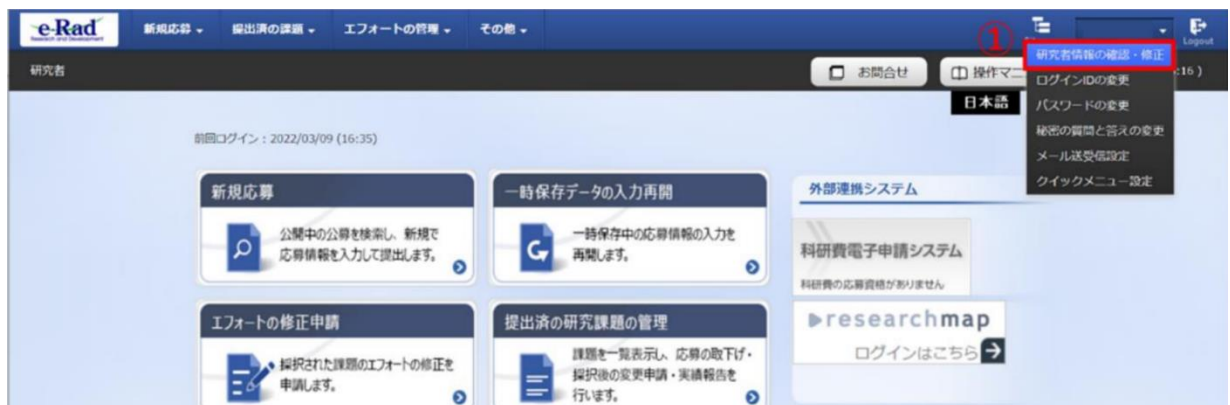 e-Rad
Research and Development
新規応募
提出済の課題
エフォートの管理
その他
Logout
①
研究者
お問合せ
操作マニ
:16 )
研究者情報の確認・修正
ログインIDの変更
パスワードの変更
秘密の質問と答えの変更
メール送受信設定
クイックメニュー設定
日本語
前回ログイン : 2022/03/09 (16:35)
新規応募
公開中の公募を検索し、新規で
応募情報を入力して提出します。
一時保存データの入力再開
一時保存中の応募情報の入力を
再開します。
外部連携システム
科研費電子申請システム
科研費の応募資格がありません
researchmap
ログインはこちら
エフォートの修正申請
採択された課題のエフォートの修正を
申請します。
提出済の研究課題の管理
課題を一覧表示し、応募の取下げ・
採択後の変更申請・実績報告を
行います。